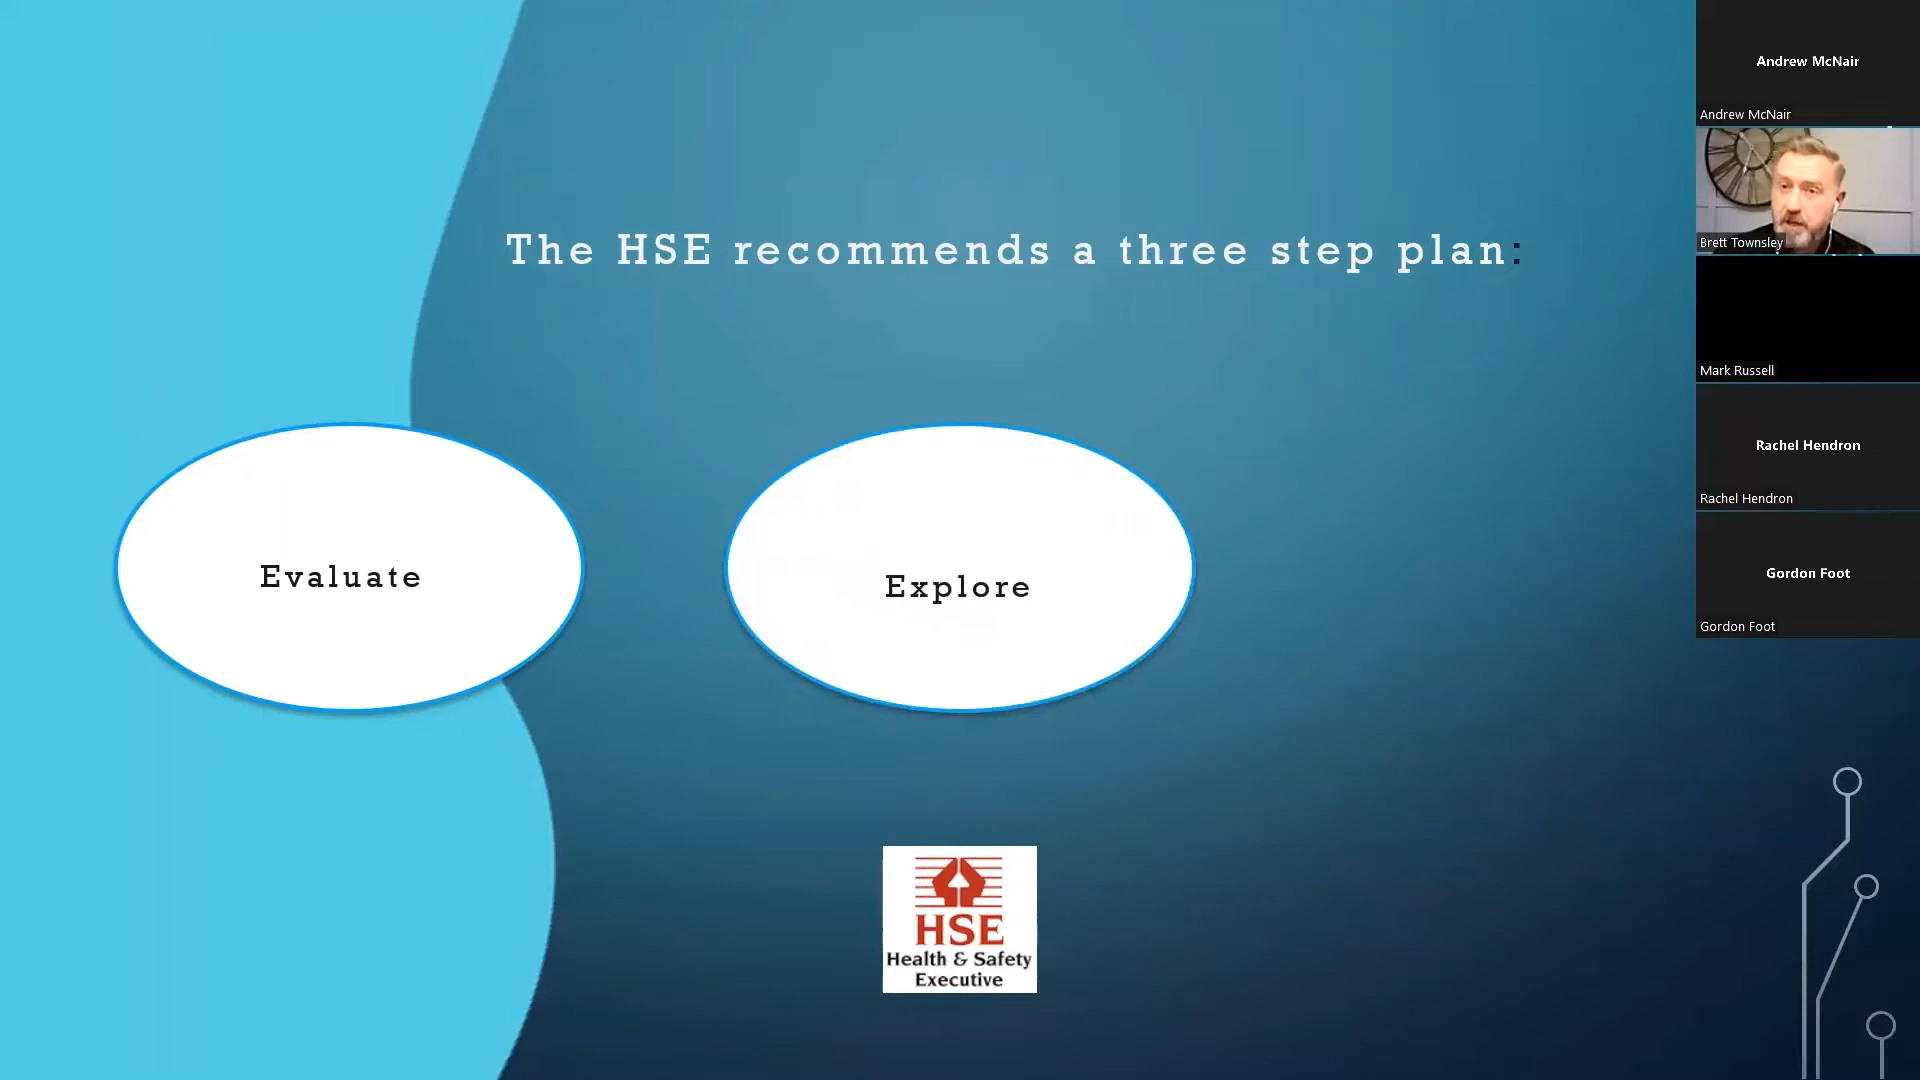 The HSE recommends a three step plan:
Evaluate
Explore
HSE
Health & Safety
Executive
Andrew McNair
Andrew McNair
Brett Townsley
Mark Russell
Rachel Hendron
Rachel Hendron
Gordon Foot
Gordon Foot